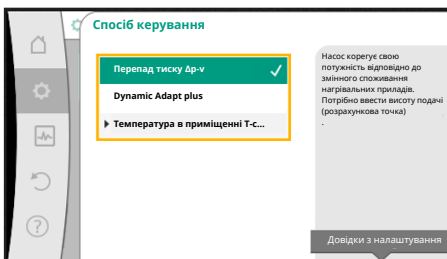 Спосіб керування
Перепад тиску Δp-v
Dynamic Adapt plus
Температура в приміщенні T-c...
Насос корегує свою
потужність відповідно до
змінного споживання
нагрівальних приладів.
Потрібно ввести висоту подачі
(розрахункова точка)
.
Довідки з налаштування